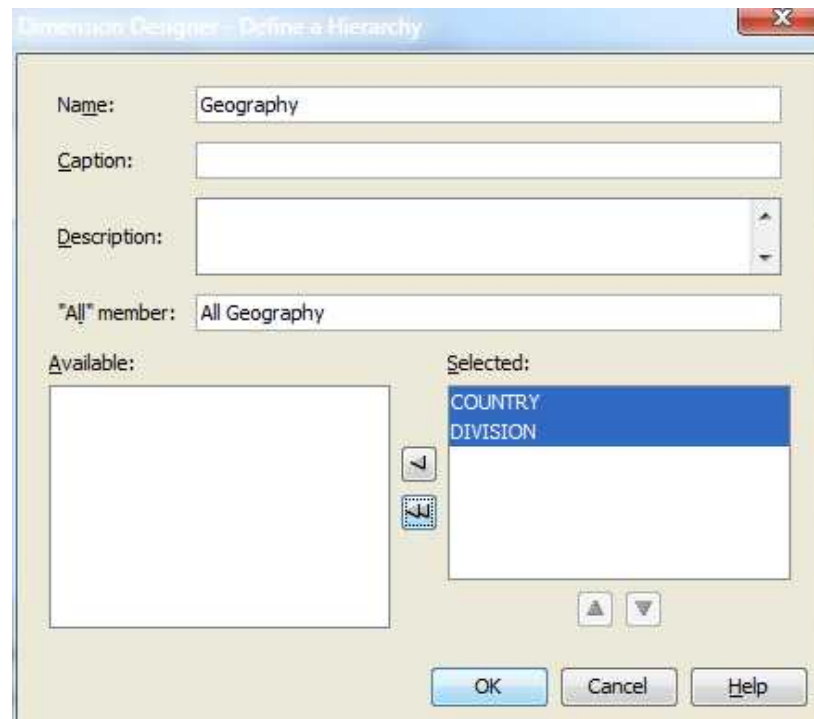 Dimension Designer - Define a Hierarchy
Name: Geography
Caption:
Description:
"All" member: All Geography
Available:
Selected:
COUNTRY
DIVISION
OK Cancel Help